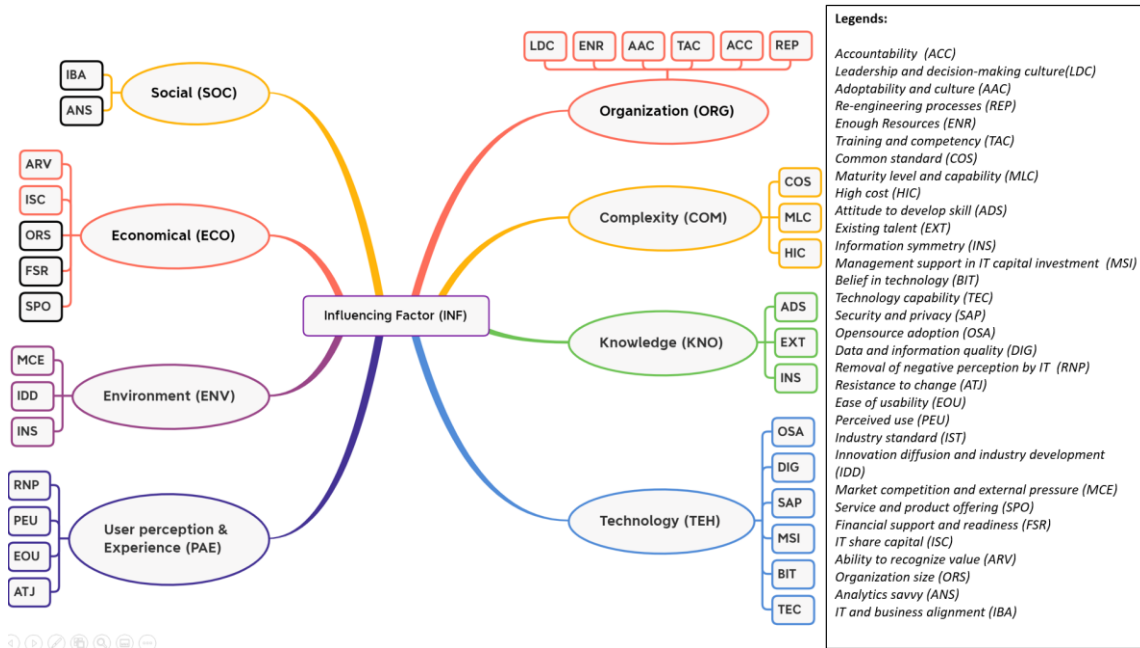 LDC
ENR
AAC
TAC
ACC
REP
Organization (ORG)
IBA
ANS
Social (SOC)
ARV
ISC
ORS
FSR
SPO
Economical (ECO)
COS
MLC
HIC
Complexity (COM)
Influencing Factor (INF)
ADS
EXT
INS
Knowledge (KNO)
MCE
IDD
INS
Environment (ENV)
OSA
DIG
SAP
MSI
BIT
TEC
Technology (TEH)
RNP
PEU
EOU
ATJ
User perception &
Experience (PAE)
Legends:
Accountability (ACC)
Leadership and decision-making culture(LDC)
Adoptability and culture (AAC)
Re-engineering processes (REP)
Enough Resources (ENR)
Training and competency (TAC)
Common standard (COS)
Maturity level and capability (MLC)
High cost (HIC)
Attitude to develop skill (ADS)
Existing talent (EXT)
Information symmetry (INS)
Management support in IT capital investment (MSI)
Belief in technology (BIT)
Technology capability (TEC)
Security and privacy (SAP)
Opensource adoption (OSA)
Data and information quality (DIG)
Removal of negative perception by IT (RNP)
Resistance to change (ATJ)
Ease of usability (EOU)
Perceived use (PEU)
Industry standard (IST)
Innovation diffusion and industry development
(IDD)
Market competition and external pressure (MCE)
Service and product offering (SPO)
Financial support and readiness (FSR)
IT share capital (ISC)
Ability to recognize value (ARV)
Organization size (ORS)
Analytics savvy (ANS)
IT and business alignment (IBA)